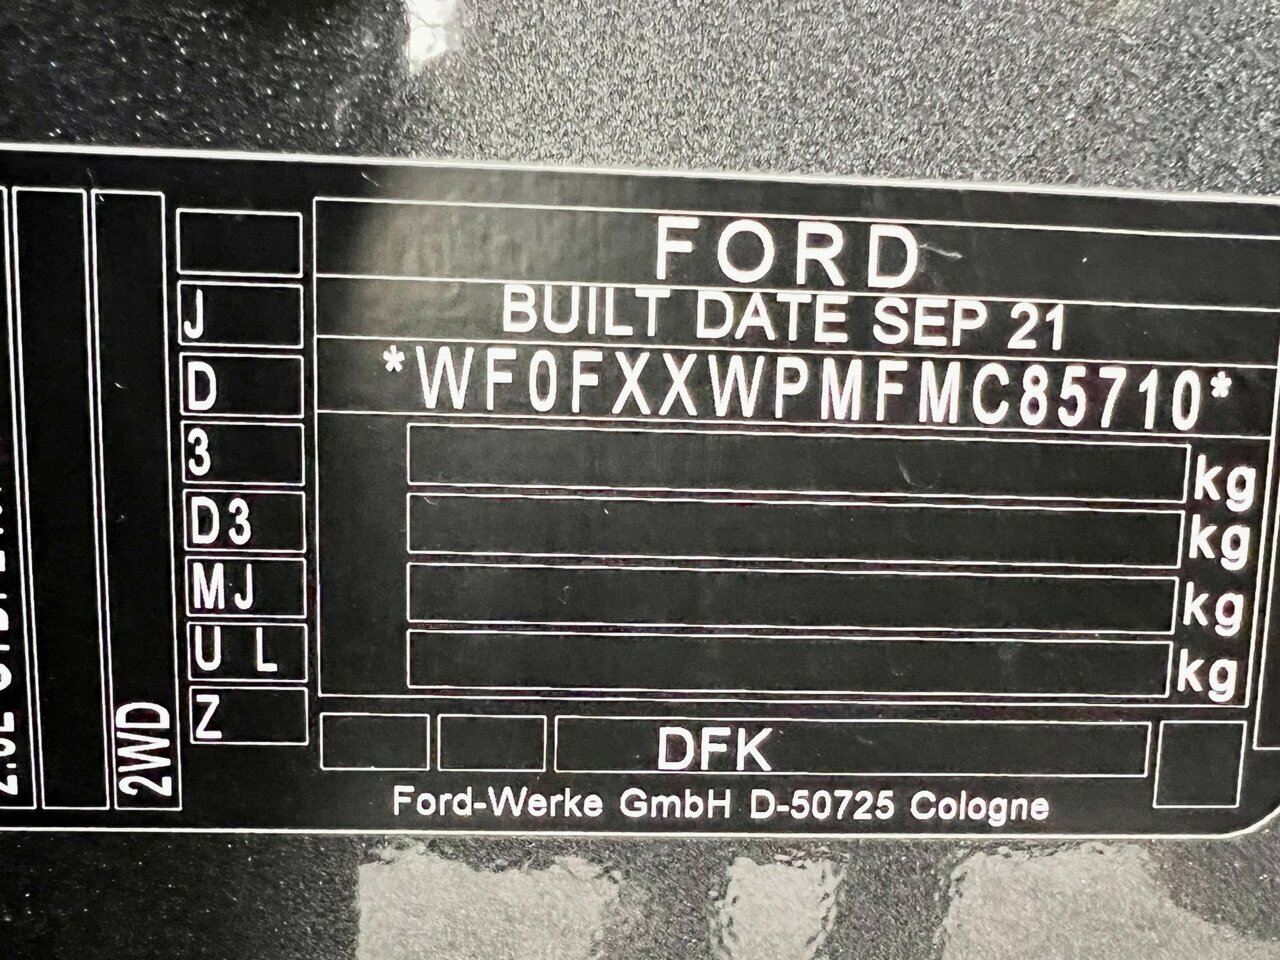 FORD
BUILT DATE SEP 21
*WF0FXXWPMFMC85710*
J
D
3
D3
MJ
U L
Z
kg
kg
kg
kg
2WD
DFK
Ford-Werke GmbH D-50725 Cologne